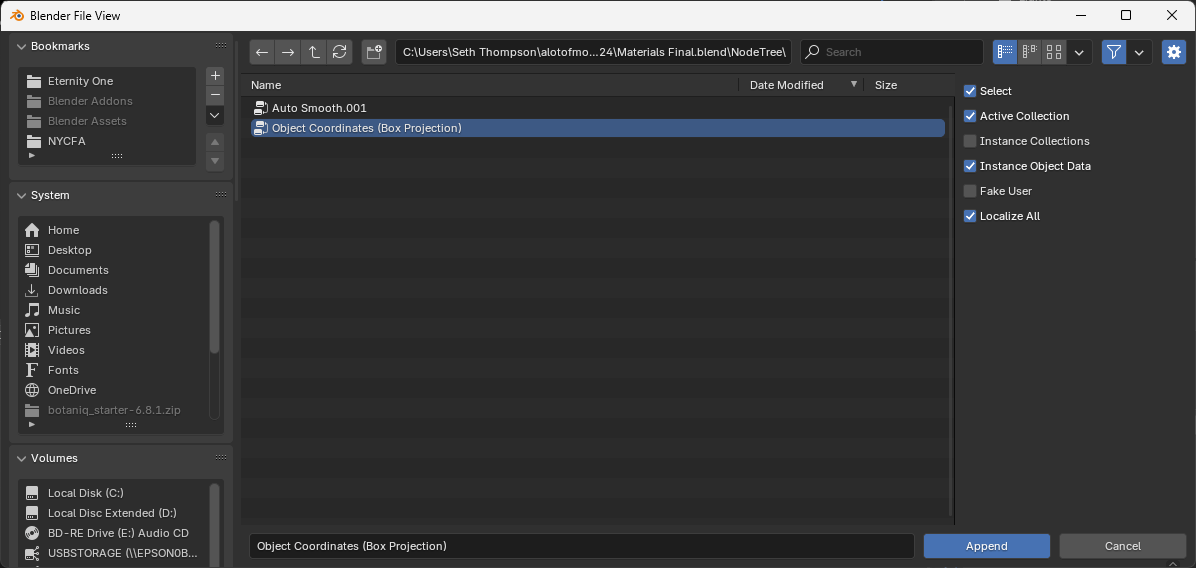 Blender File View
Bookmarks
Eternity One
Blender Addons
Blender Assets
NYCFA
System
Home
Desktop
Documents
Downloads
Music
Pictures
Videos
Fonts
OneDrive
botaniq_starter-6.8.1.zip
Volumes
Local Disk (C:)
Local Disc Extended (D:)
BD-RE Drive (E:) Audio CD
USBSTORAGE (\\EPSON0B...
C:\Users\Seth Thompson\alotofmo...24\Materials Final.blend\NodeTree\
Search
Name Date Modified Size
Auto Smooth.001
Object Coordinates (Box Projection)
Select
Active Collection
Instance Collections
Instance Object Data
Fake User
Localize All
Object Coordinates (Box Projection)
Append
Cancel